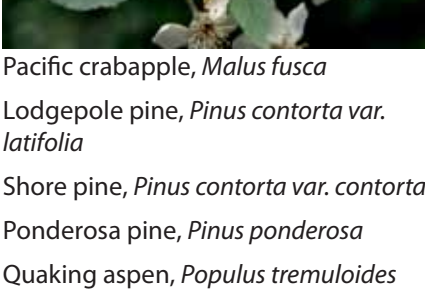 Pacific crabapple, Malus fusca
Lodgepole pine, Pinus contorta var.
latifolia
Shore pine, Pinus contorta var. contorta
Ponderosa pine, Pinus ponderosa
Quaking aspen, Populus tremuloides